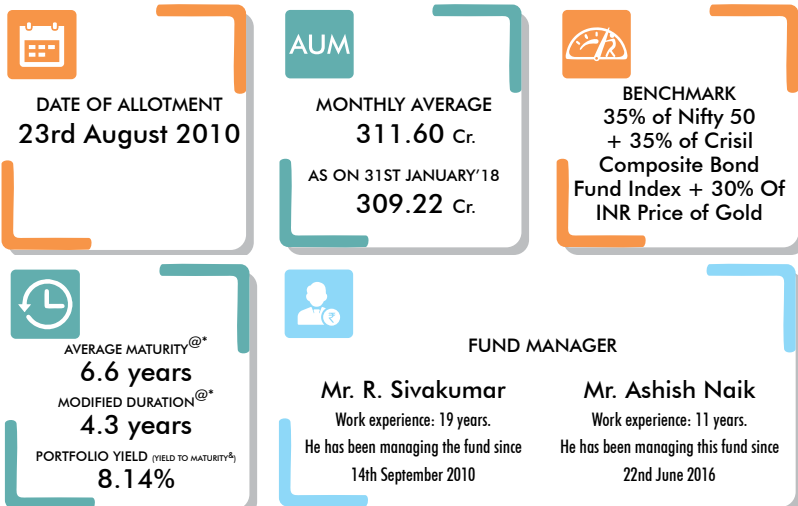 DATE OF ALLOTMENT
23rd August 2010
AUM
MONTHLY AVERAGE
311.60 Cr.
AS ON 31ST JANUARY'18
309.22 Cr.
BENCHMARK
35% of Nifty 50
+ 35% of Crisil
Composite Bond
Fund Index + 30% Of
INR Price of Gold
AVERAGE MATURITY@*
6.6 years
MODIFIED DURATION@*
4.3 years
PORTFOLIO YIELD (YIELD TO MATURITY&)
8.14%
₹
FUND MANAGER
Mr. R. Sivakumar
Work experience: 19 years.
He has been managing the fund since
14th September 2010
Mr. Ashish Naik
Work experience: 11 years.
He has been managing this fund since
22nd June 2016